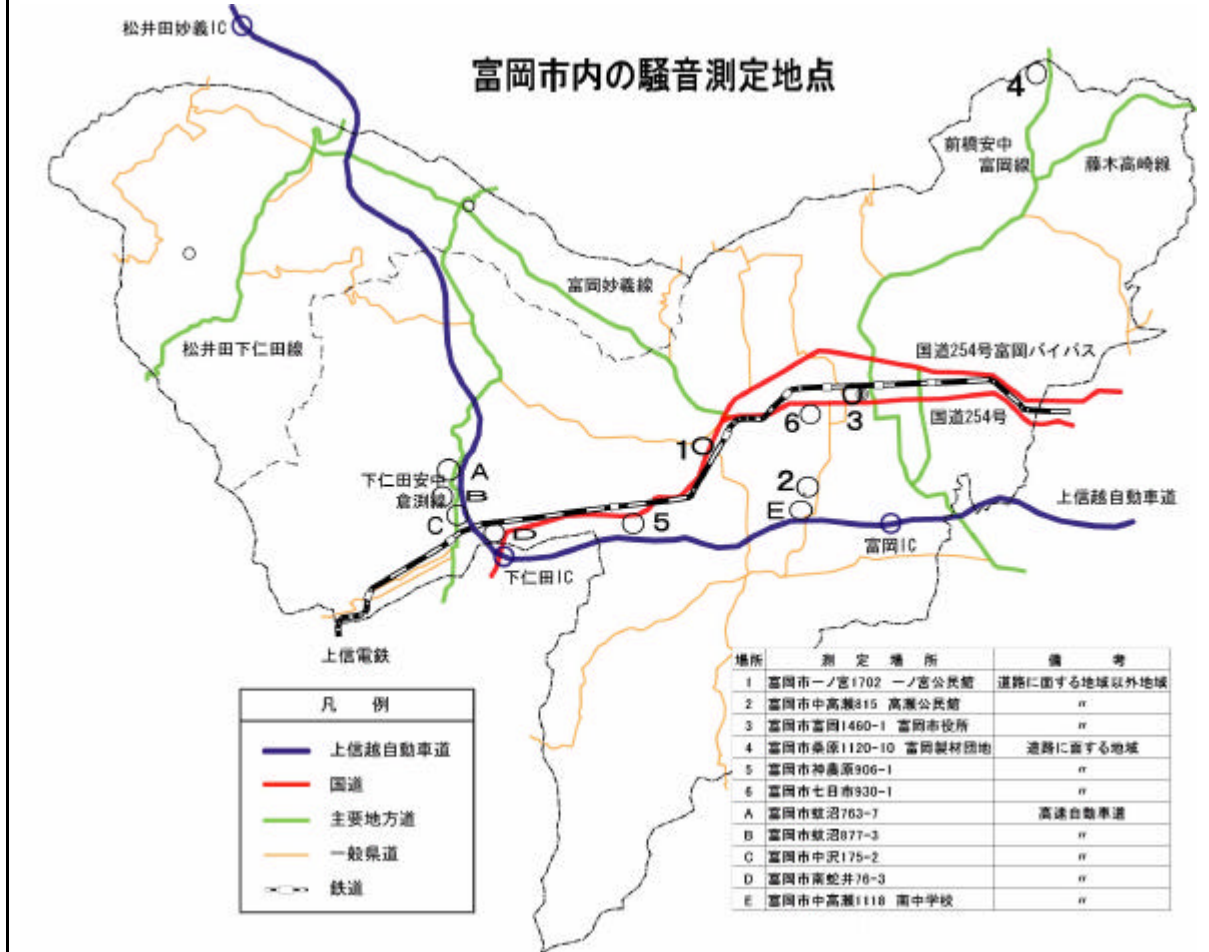 富岡市内の騒音測定地点
松井田妙義IC
4
前橋安中
富岡線
藤木高崎線
富岡妙義線
松井田下仁田線
国道254号富岡バイパス
国道254号
6
3
1
2
E
A
下仁田安中
倉渕線
B
C
D
5
上信越自動車道
富岡IC
下仁田IC
上信電鉄
凡 例
上信越自動車道
国道
主要地方道
一般県道
鉄道
場所 測 定 場 所 備 考
1 富岡市一ノ宮1702 一ノ宮公民館 道路に面する地域以外地域
2 富岡市中高瀬815 高瀬公民館 〃
3 富岡市富岡1460-1 富岡市役所 〃
4 富岡市桑原1120-10 富岡製材団地 道路に面する地域
5 富岡市神農原906-1 〃
6 富岡市七日市930-1 〃
A 富岡市蚊沼763-7 高速自動車道
B 富岡市蚊沼877-3 〃
C 富岡市中沢175-2 〃
D 富岡市南蛇井76-3 〃
E 富岡市中高瀬1118 南中学校 〃